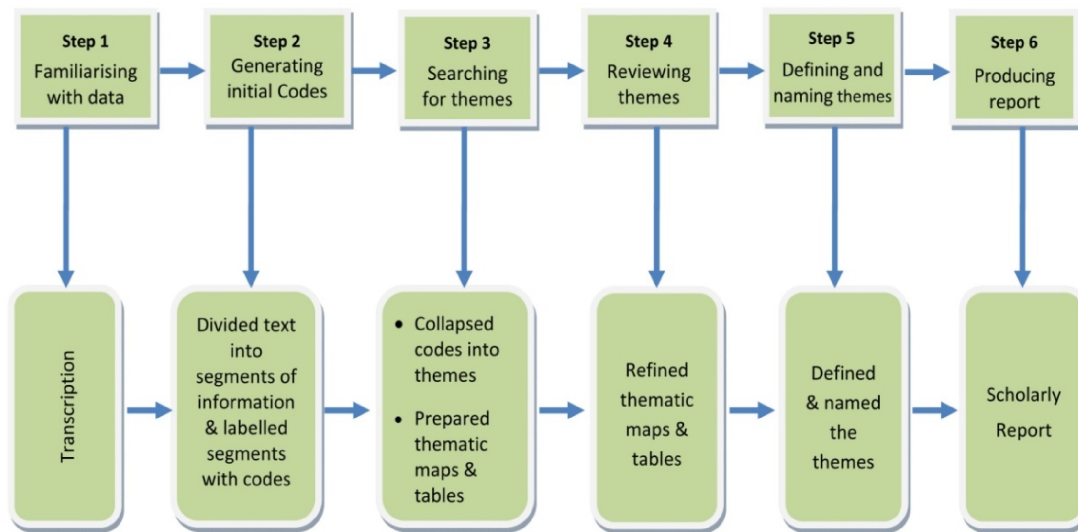 Step 1
Familiarising
with data
Step 2
Generating
initial Codes
Step 3
Searching
for themes
Step 4
Reviewing
themes
Step 5
Defining and
naming themes
Step 6
Producing
report
Transcription
Divided text
into
segments of
information
& labelled
segments
with codes
• Collapsed
codes into
themes
• Prepared
thematic
maps &
tables
Refined
thematic
maps &
tables
Defined
& named
the
themes
Scholarly
Report